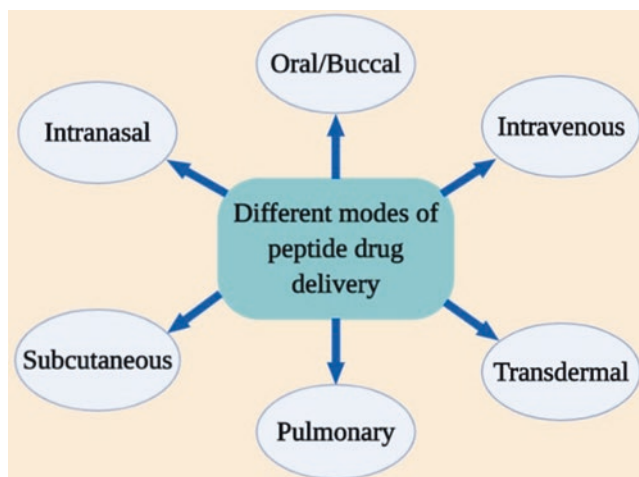 Oral/Buccal
Intranasal
Intravenous
Different modes of
peptide drug
delivery
Subcutaneous
Transdermal
Pulmonary